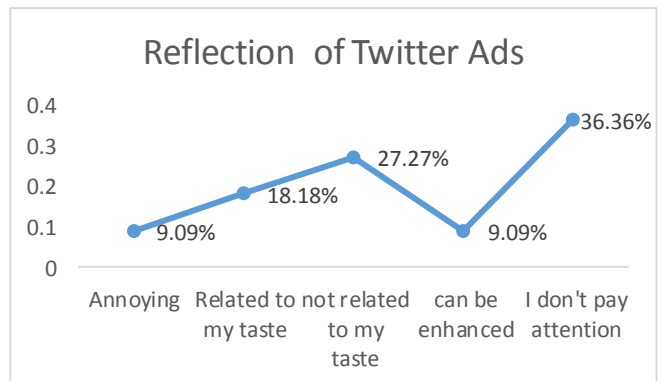 Reflection of Twitter Ads
0.4
0.3
0.2
0.1
0
9.09%
18.18%
27.27%
9.09%
36.36%
Annoying
Related to
my taste
not related
to my
taste
can be
enhanced
I don't pay
attention